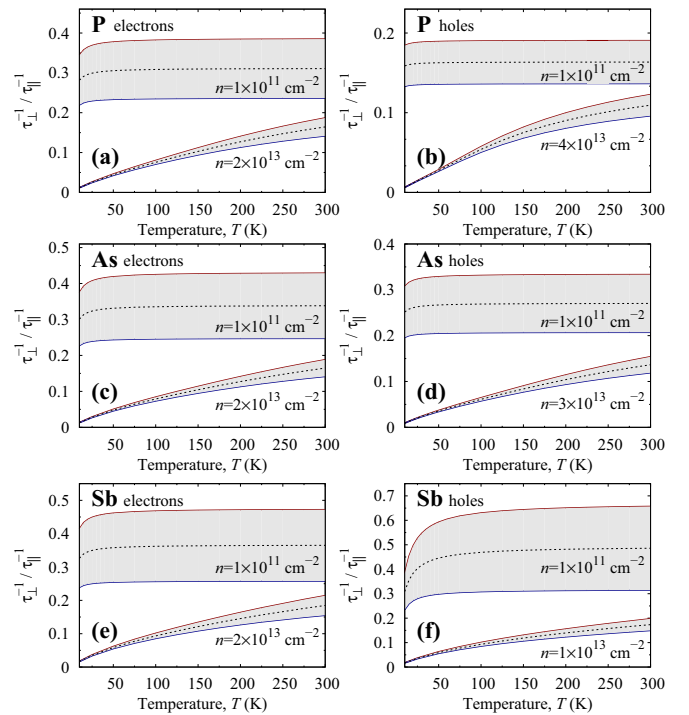 P electrons
0.4
0.3
0.2
0.1
0
τ⊥⁻¹ / τ∥⁻¹
n=1×10¹¹ cm⁻²
n=2×10¹³ cm⁻²
(a)
50 100 150 200 250 300
Temperature, T (K)
P holes
0.2
0.1
0
τ⊥⁻¹ / τ∥⁻¹
n=1×10¹¹ cm⁻²
n=4×10¹³ cm⁻²
(b)
50 100 150 200 250 300
Temperature, T (K)
As electrons
0.5
0.4
0.3
0.2
0.1
0
τ⊥⁻¹ / τ∥⁻¹
n=1×10¹¹ cm⁻²
n=2×10¹³ cm⁻²
(c)
50 100 150 200 250 300
Temperature, T (K)
As holes
0.4
0.3
0.2
0.1
0
τ⊥⁻¹ / τ∥⁻¹
n=1×10¹¹ cm⁻²
n=3×10¹³ cm⁻²
(d)
50 100 150 200 250 300
Temperature, T (K)
Sb electrons
0.5
0.4
0.3
0.2
0.1
0
τ⊥⁻¹ / τ∥⁻¹
n=1×10¹¹ cm⁻²
n=2×10¹³ cm⁻²
(e)
50 100 150 200 250 300
Temperature, T (K)
Sb holes
0.7
0.6
0.5
0.4
0.3
0.2
0.1
0
τ⊥⁻¹ / τ∥⁻¹
n=1×10¹¹ cm⁻²
n=1×10¹³ cm⁻²
(f)
50 100 150 200 250 300
Temperature, T (K)